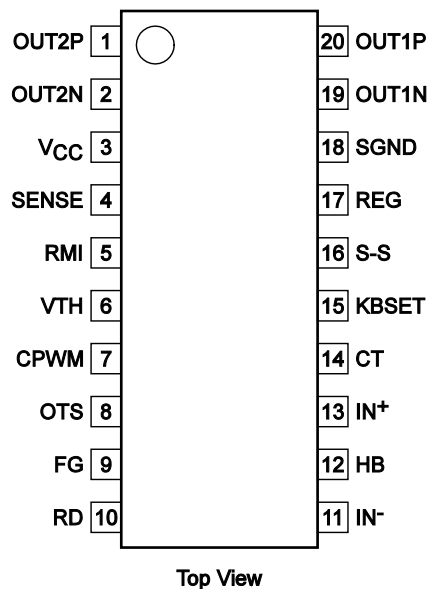 OUT2P 1 20 OUT1P
OUT2N 2 19 OUT1N
VCC 3 18 SGND
SENSE 4 17 REG
RMI 5 16 S-S
VTH 6 15 KBSET
CPWM 7 14 CT
OTS 8 13 IN+
FG 9 12 HB
RD 10 11 IN-
Top View